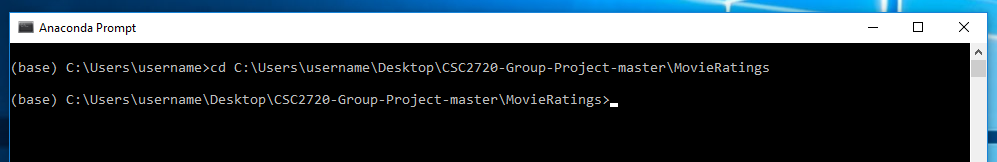 Anaconda Prompt
(base) C:\Users\username>cd C:\Users\username\Desktop\CSC2720-Group-Project-master\MovieRatings
(base) C:\Users\username\Desktop\CSC2720-Group-Project-master\MovieRatings>